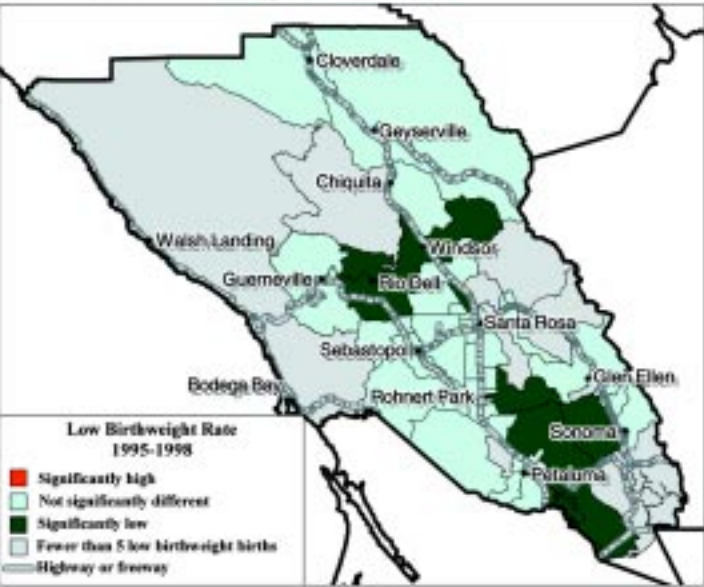 Cloverdale
Geyserville
Chiquita
Walsh Landing
Windsor
Guerneville
Rio Dell
Santa Rosa
Sebastopol
Glen Ellen
Bodega Bay
Rohnert Park
Sonoma
Petaluma
Low Birthweight Rate
1995-1998
Significantly high
Not significantly different
Significantly low
Fewer than 5 low birthweight births
Highway or freeway